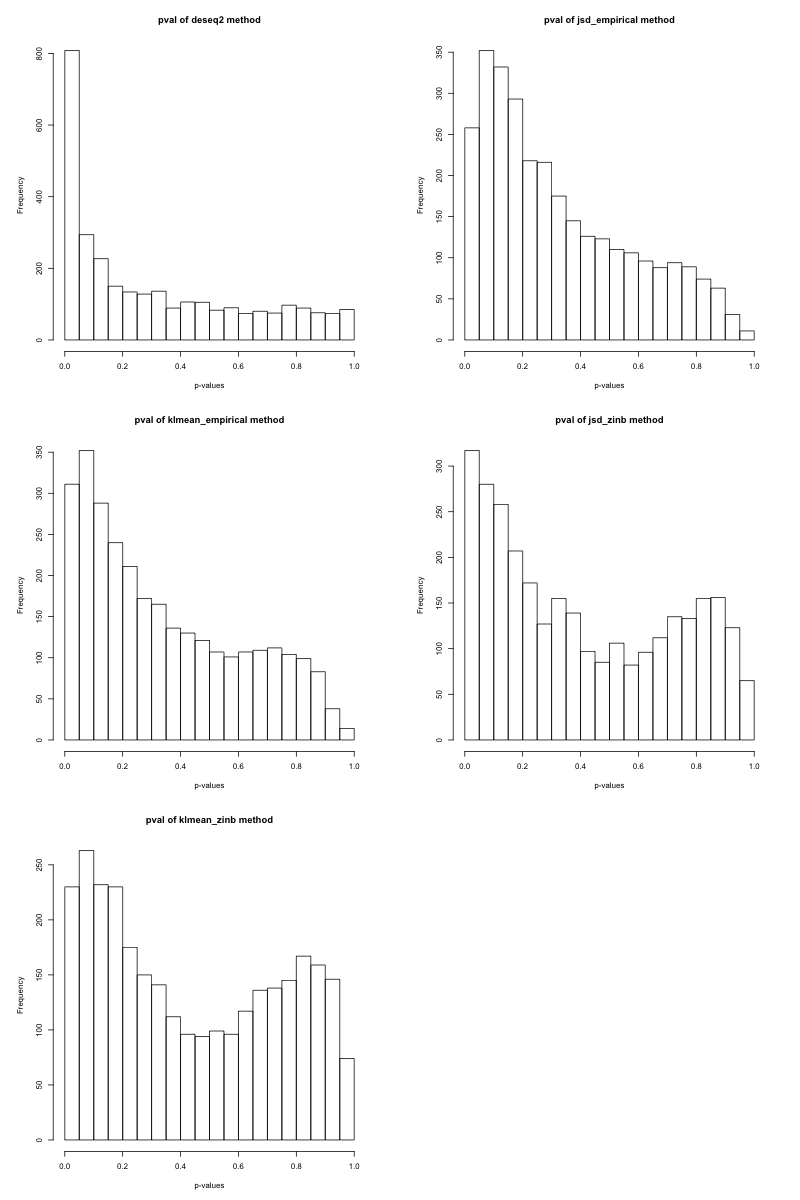 pval of deseq2 method
Frequency
0
200
400
600
800
0.0 0.2 0.4 0.6 0.8 1.0
p-values
pval of jsd_empirical method
Frequency
0
50
100
150
200
250
300
350
0.0 0.2 0.4 0.6 0.8 1.0
p-values
pval of klmean_empirical method
Frequency
0
50
100
150
200
250
300
350
0.0 0.2 0.4 0.6 0.8 1.0
p-values
pval of jsd_zinb method
Frequency
0
50
100
150
200
250
300
0.0 0.2 0.4 0.6 0.8 1.0
p-values
pval of klmean_zinb method
Frequency
0
50
100
150
200
250
0.0 0.2 0.4 0.6 0.8 1.0
p-values